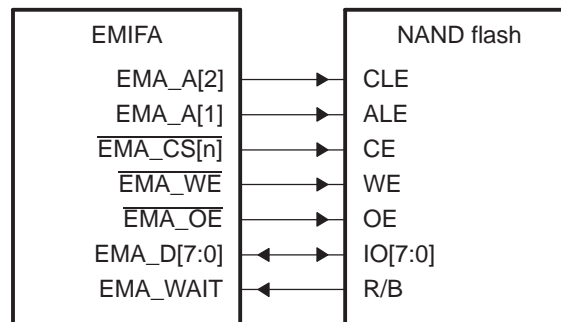 EMIFA NAND flash
EMA_A[2] CLE
EMA_A[1] ALE
EMA_CS[n] CE
EMA_WE WE
EMA_OE OE
EMA_D[7:0] IO[7:0]
EMA_WAIT R/B